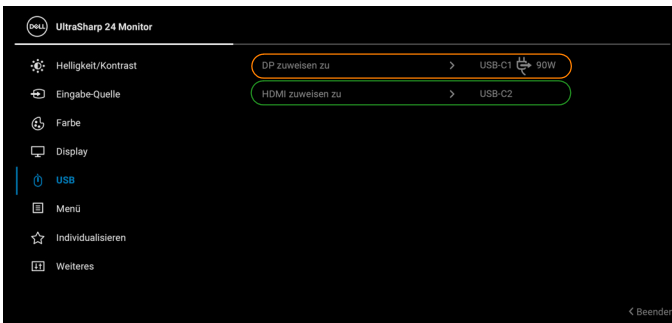 DELL UltraSharp 24 Monitor
Helligkeit/Kontrast DP zuweisen zu > USB-C1 90W
Eingabe-Quelle HDMI zuweisen zu > USB-C2
Farbe
Display
USB
Menü
Individualisieren
Weiteres
< Beenden